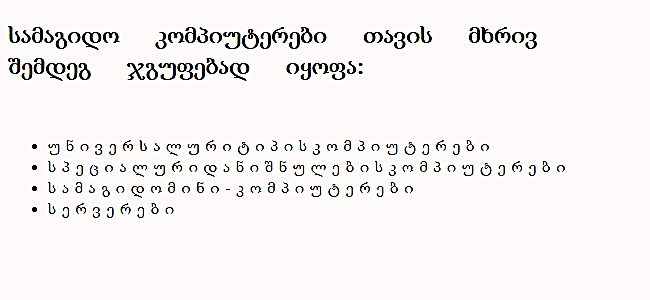 სამაგიდო კომპიუტერები თავის მხრივ
შემდეგ ჯგუფებად იყოფა:
• უნივერსალური ტიპის კომპიუტერები
• სპეციალური დანიშნულების კომპიუტერები
• სამაგიდო მინი-კომპიუტერები
• სერვერები